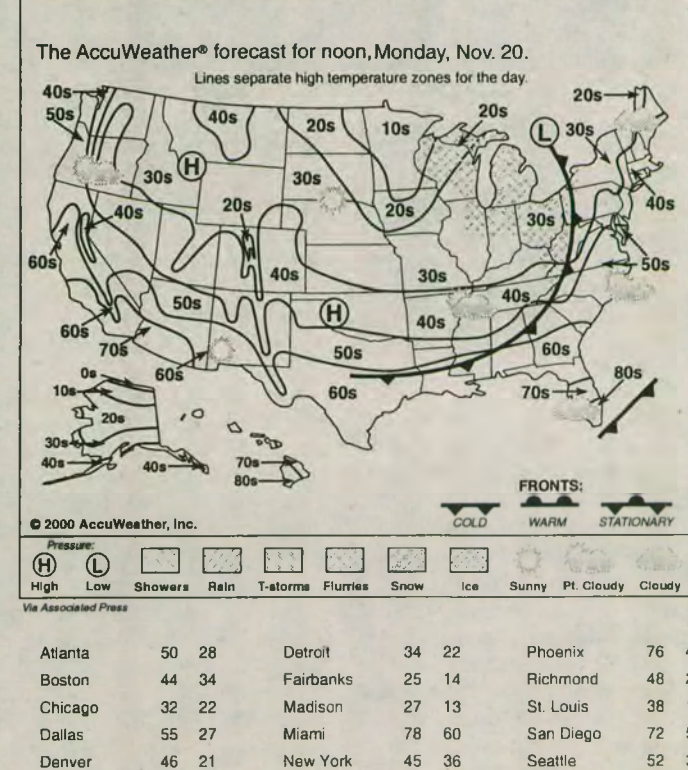 The AccuWeather® forecast for noon, Monday, Nov. 20.
Lines separate high temperature zones for the day.
40s
50s
40s
20s
10s
20s
20s
30s
L
H
30s
30s
20s
20s
30s
40s
40s
60s
40s
30s
40s
50s
50s
H
40s
60s
70s
60s
50s
60s
60s
70s
80s
0s
10s
20s
30s
40s
40s
70s
80s
FRONTS:
COLD WARM STATIONARY
© 2000 AccuWeather, Inc.
Pressure:
H L
High Low Showers Rain T-storms Flurries Snow Ice Sunny Pt. Cloudy Cloudy
Via Associated Press
Atlanta 50 28 Detroit 34 22 Phoenix 76
Boston 44 34 Fairbanks 25 14 Richmond 48
Chicago 32 22 Madison 27 13 St. Louis 38
Dallas 55 27 Miami 78 60 San Diego 72
Denver 46 21 New York 45 36 Seattle 52